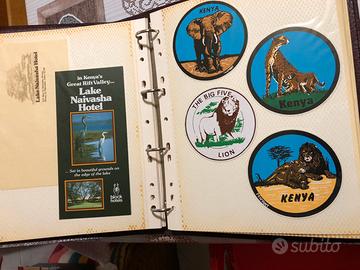 Lake Naivasha Hotel
in Kenya's
Great Rift Valley...
Lake
Naivasha
Hotel
... Set in beautiful grounds on
the edge of the lake
block
hotels
KENYA
Kenya
THE BIG FIVE
LION
KENYA
subito